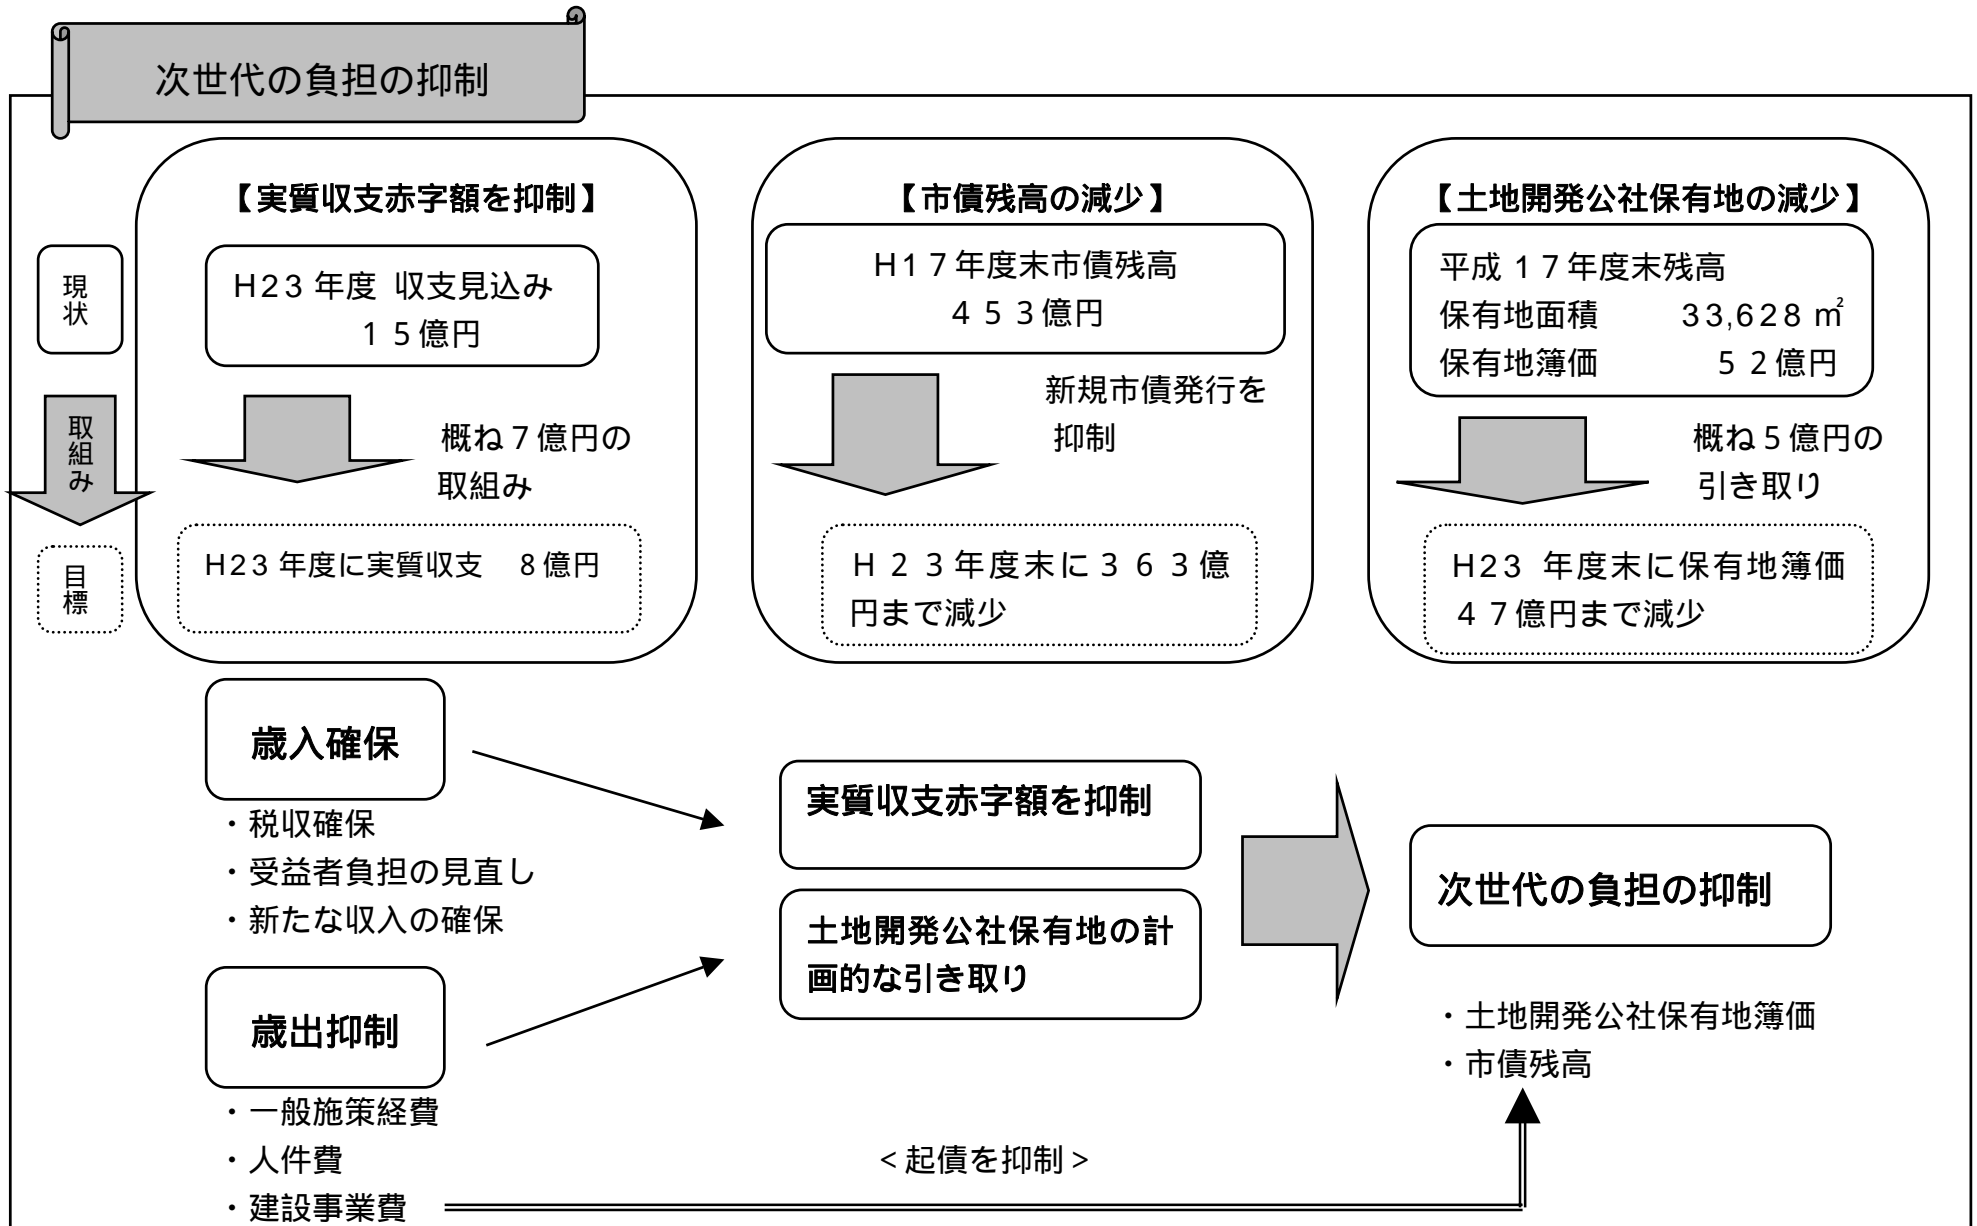 次世代の負担の抑制
現状
取組み
目標
【実質収支赤字額を抑制】
H23年度 収支見込み
15億円
概ね7億円の
取組み
H23年度に実質収支 8億円
【市債残高の減少】
H17年度末市債残高
453億円
新規市債発行を
抑制
H23年度末に363億
円まで減少
【土地開発公社保有地の減少】
平成17年度末残高
保有地面積 33,628㎡
保有地簿価 52億円
概ね5億円の
引き取り
H23 年度末に保有地簿価
47億円まで減少
歳入確保
・税収確保
・受益者負担の見直し
・新たな収入の確保
歳出抑制
・一般施策経費
・人件費
・建設事業費
実質収支赤字額を抑制
土地開発公社保有地の計
画的な引き取り
<起債を抑制>
次世代の負担の抑制
・土地開発公社保有地簿価
・市債残高